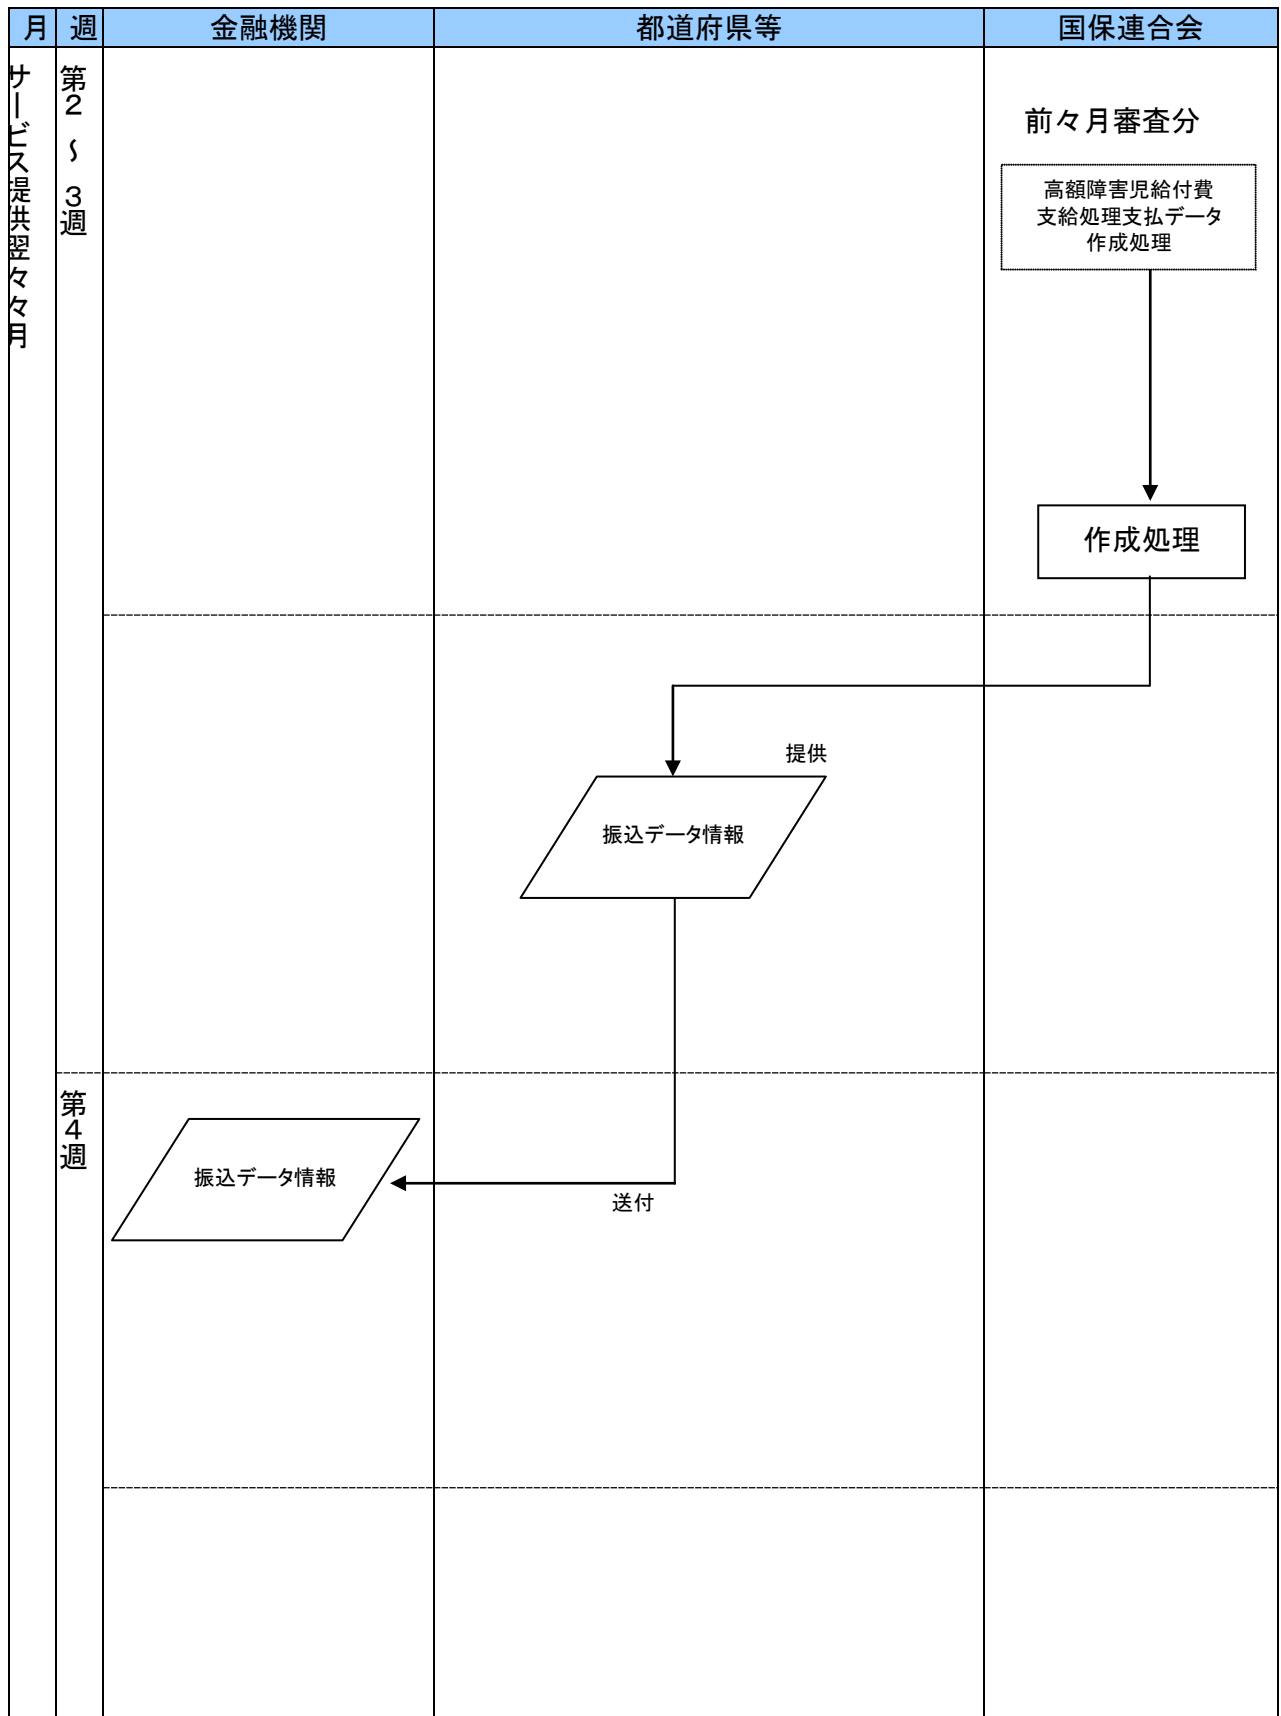 月 週 金融機関 都道府県等 国保連合会
サービス提供翌々々月
第2～3週
前々月審査分
高額障害児給付費
支給処理支払データ
作成処理
作成処理
提供
振込データ情報
第4週
振込データ情報
送付